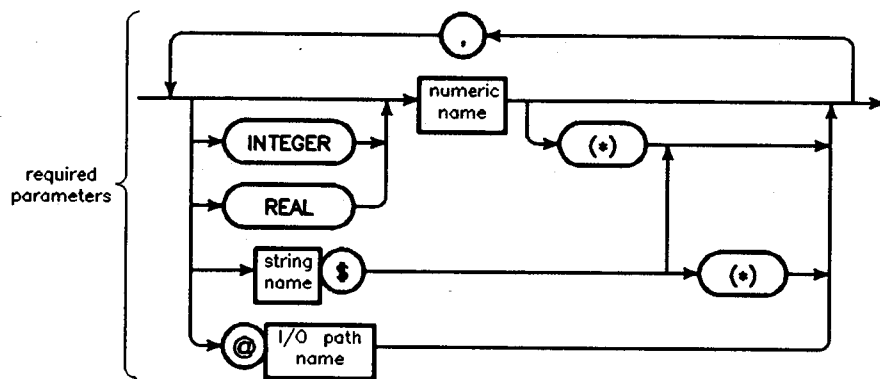 ,
numeric
name
INTEGER
(*)
required
parameters
REAL
string
name
$
(*)
@
I/O path
name